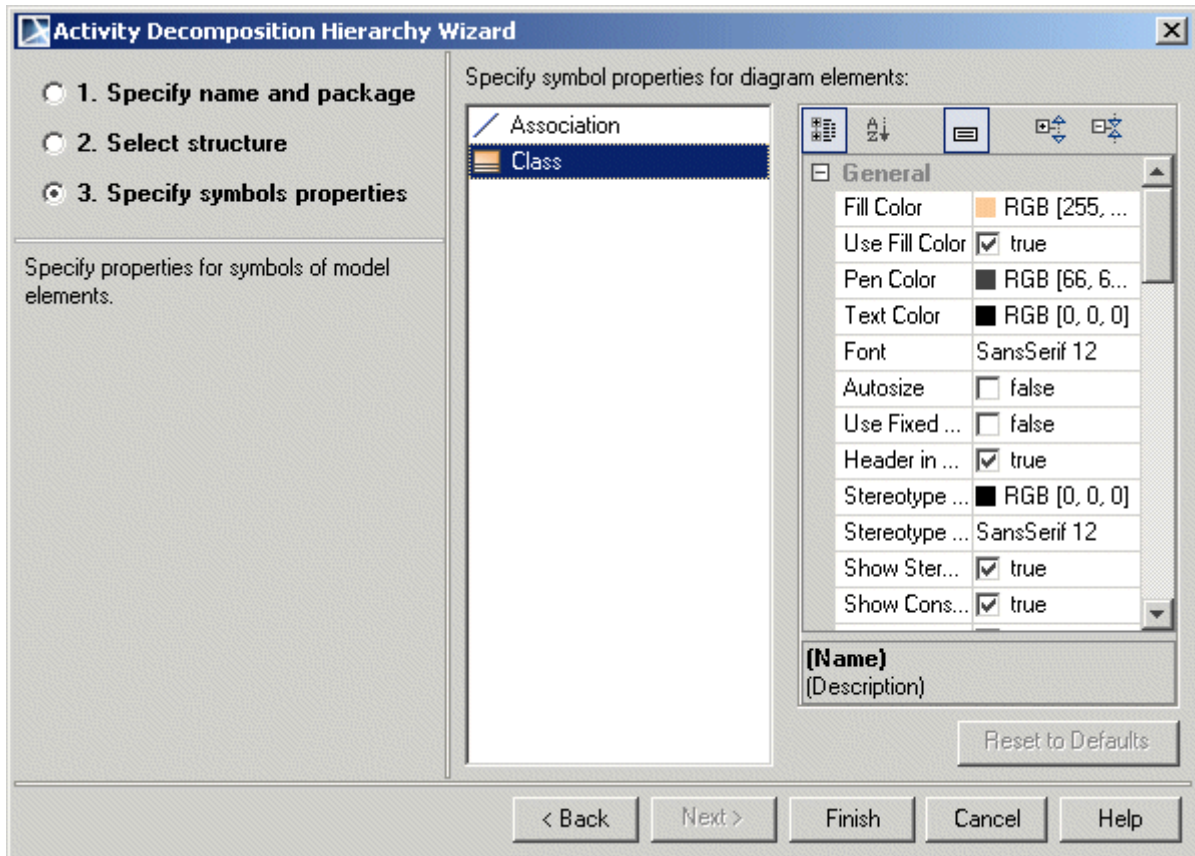 Activity Decomposition Hierarchy Wizard
1. Specify name and package
2. Select structure
3. Specify symbols properties
Specify properties for symbols of model
elements.
Specify symbol properties for diagram elements:
Association
Class
General
Fill Color RGB [255, ...
Use Fill Color true
Pen Color RGB [66, 6...
Text Color RGB [0, 0, 0]
Font SansSerif 12
Autosize false
Use Fixed ... false
Header in ... true
Stereotype ... RGB [0, 0, 0]
Stereotype ... SansSerif 12
Show Ster... true
Show Cons... true
(Name)
(Description)
Reset to Defaults
< Back Next > Finish Cancel Help